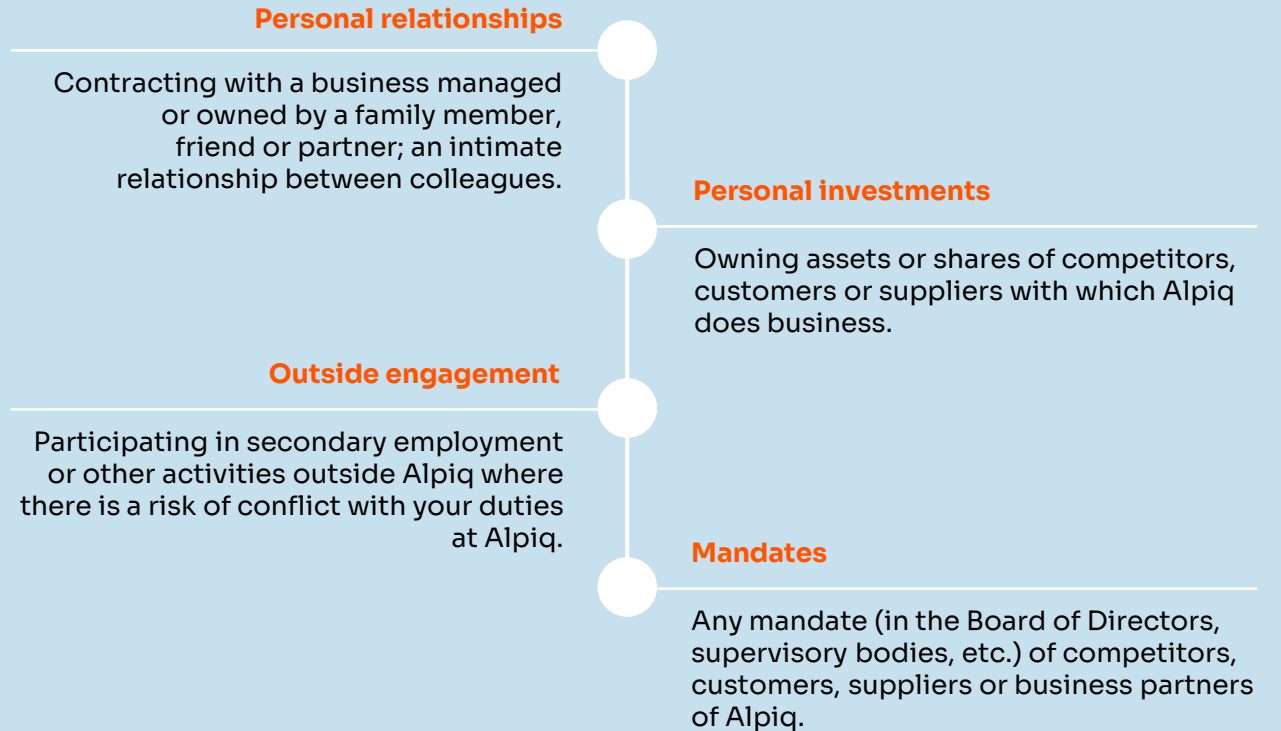 Personal relationships
Contracting with a business managed
or owned by a family member,
friend or partner; an intimate
relationship between colleagues.
Personal investments
Owning assets or shares of competitors,
customers or suppliers with which Alpiq
does business.
Outside engagement
Participating in secondary employment
or other activities outside Alpiq where
there is a risk of conflict with your duties
at Alpiq.
Mandates
Any mandate (in the Board of Directors,
supervisory bodies, etc.) of competitors,
customers, suppliers or business partners
of Alpiq.